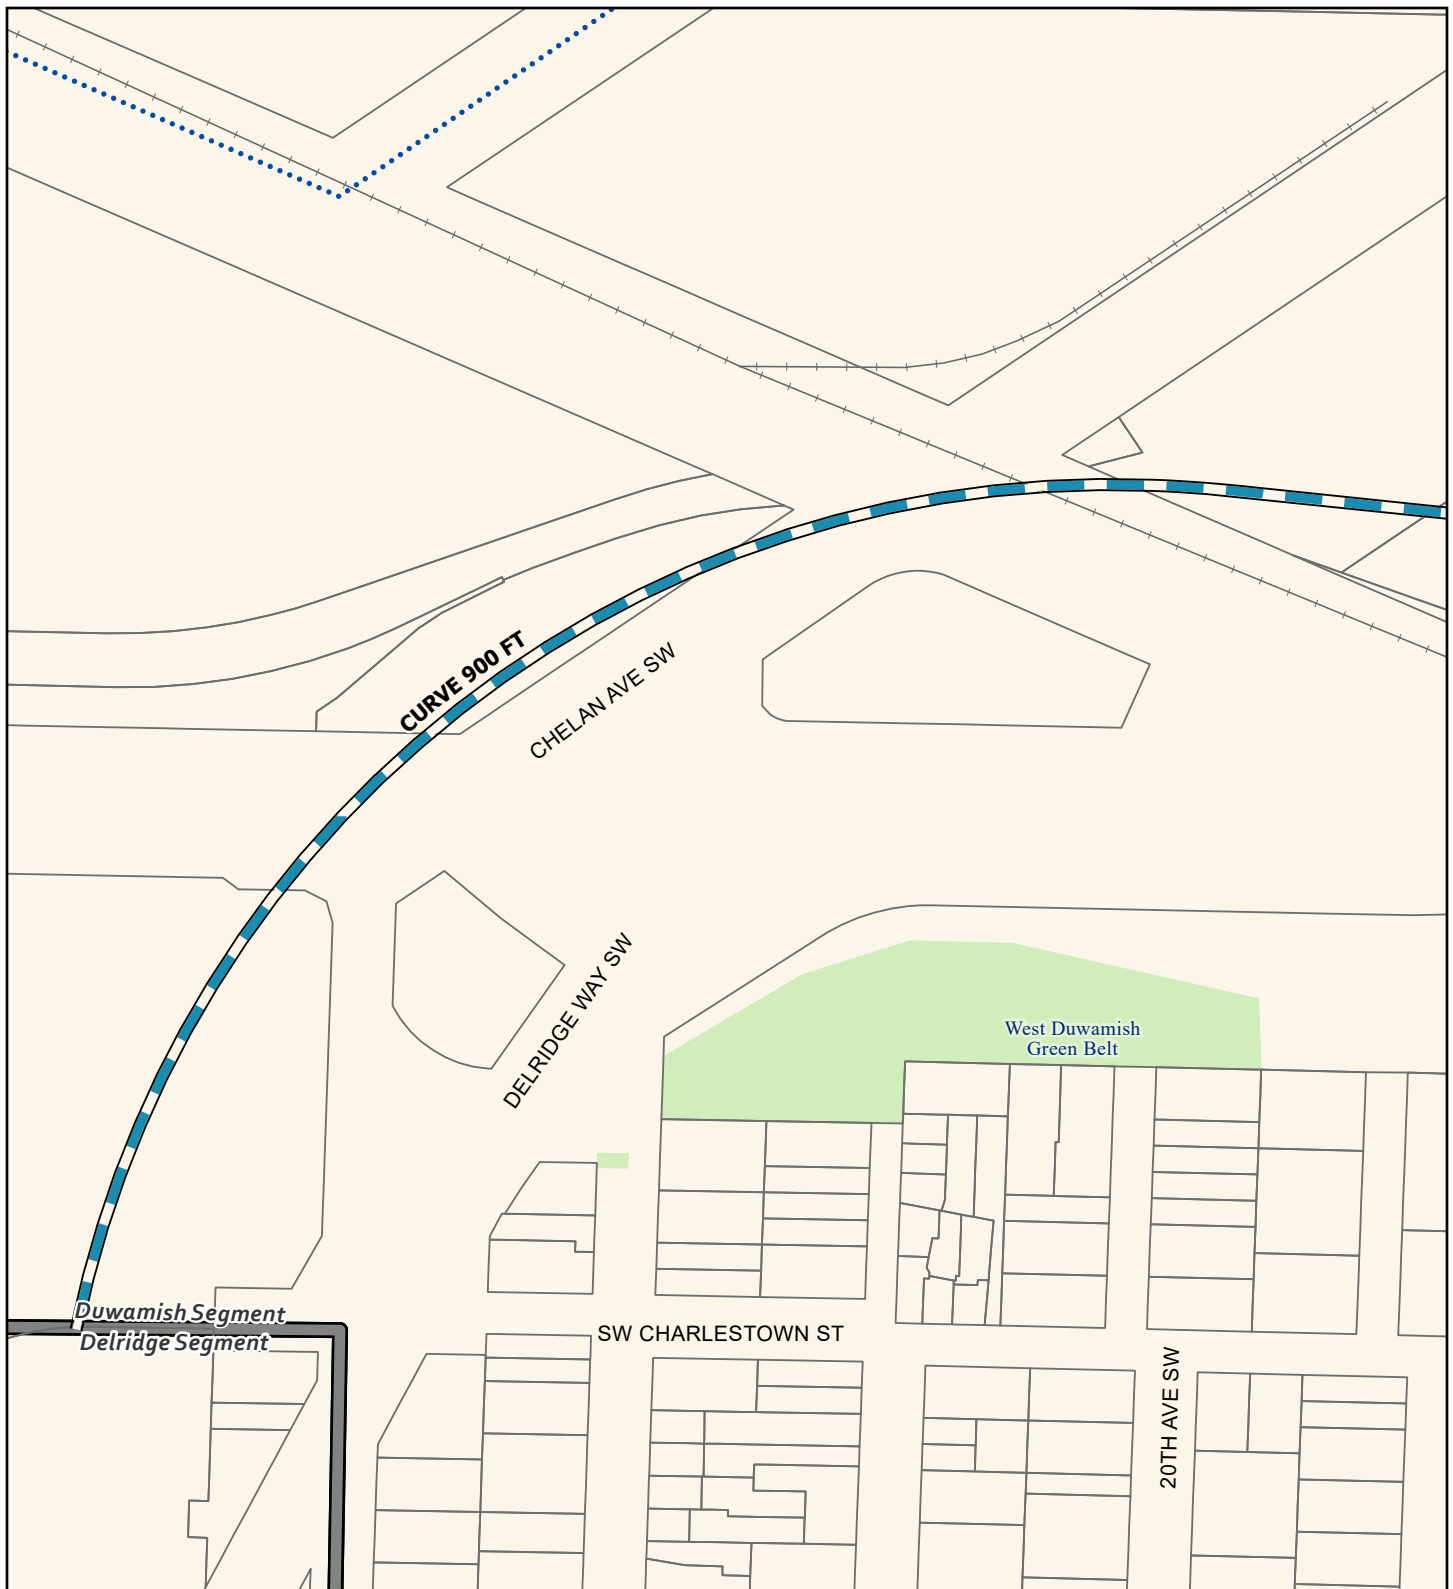 CURVE 900 FT
CHELAN AVE SW
DELRIDGE WAY SW
West Duwamish
Green Belt
Duwamish Segment
Delridge Segment
SW CHARLESTOWN ST
20TH AVE SW